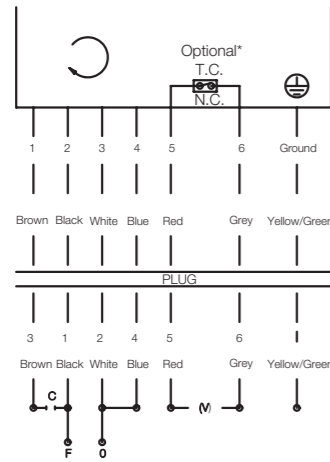 Optional*
T.C.
N.C.
1 2 3 4 5 6 Ground
Brown Black White Blue Red Grey Yellow/Green
PLUG
3 1 2 4 5 6 I
Brown Black White Blue Red Grey Yellow/Green
C (V)
F 0